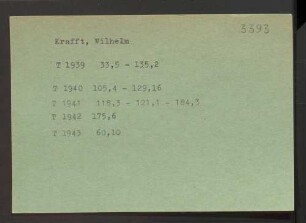 3393
Krafft, Wilhelm
T 1939 33,5 - 135,2
T 1940 105,4 - 129,16
T 1941 118,3 - 121,1 - 184,3
T 1942 175,6
T 1943 60,10